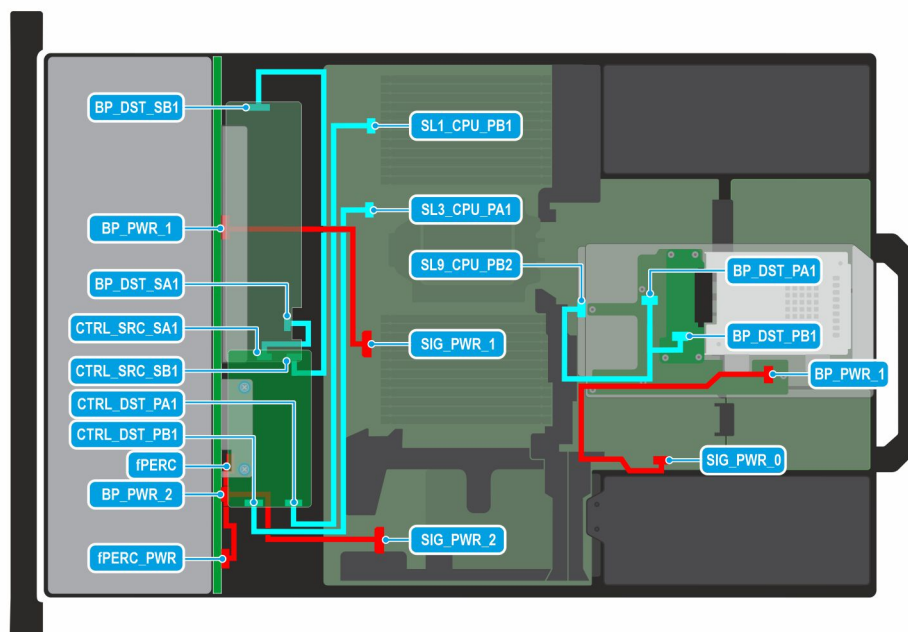 BP_DST_SB1
SL1_CPU_PB1
SL3_CPU_PA1
BP_PWR_1
SL9_CPU_PB2
BP_DST_PA1
BP_DST_SA1
CTRL_SRC_SA1
BP_DST_PB1
SIG_PWR_1
CTRL_SRC_SB1
BP_PWR_1
CTRL_DST_PA1
CTRL_DST_PB1
fPERC
SIG_PWR_0
BP_PWR_2
SIG_PWR_2
fPERC_PWR